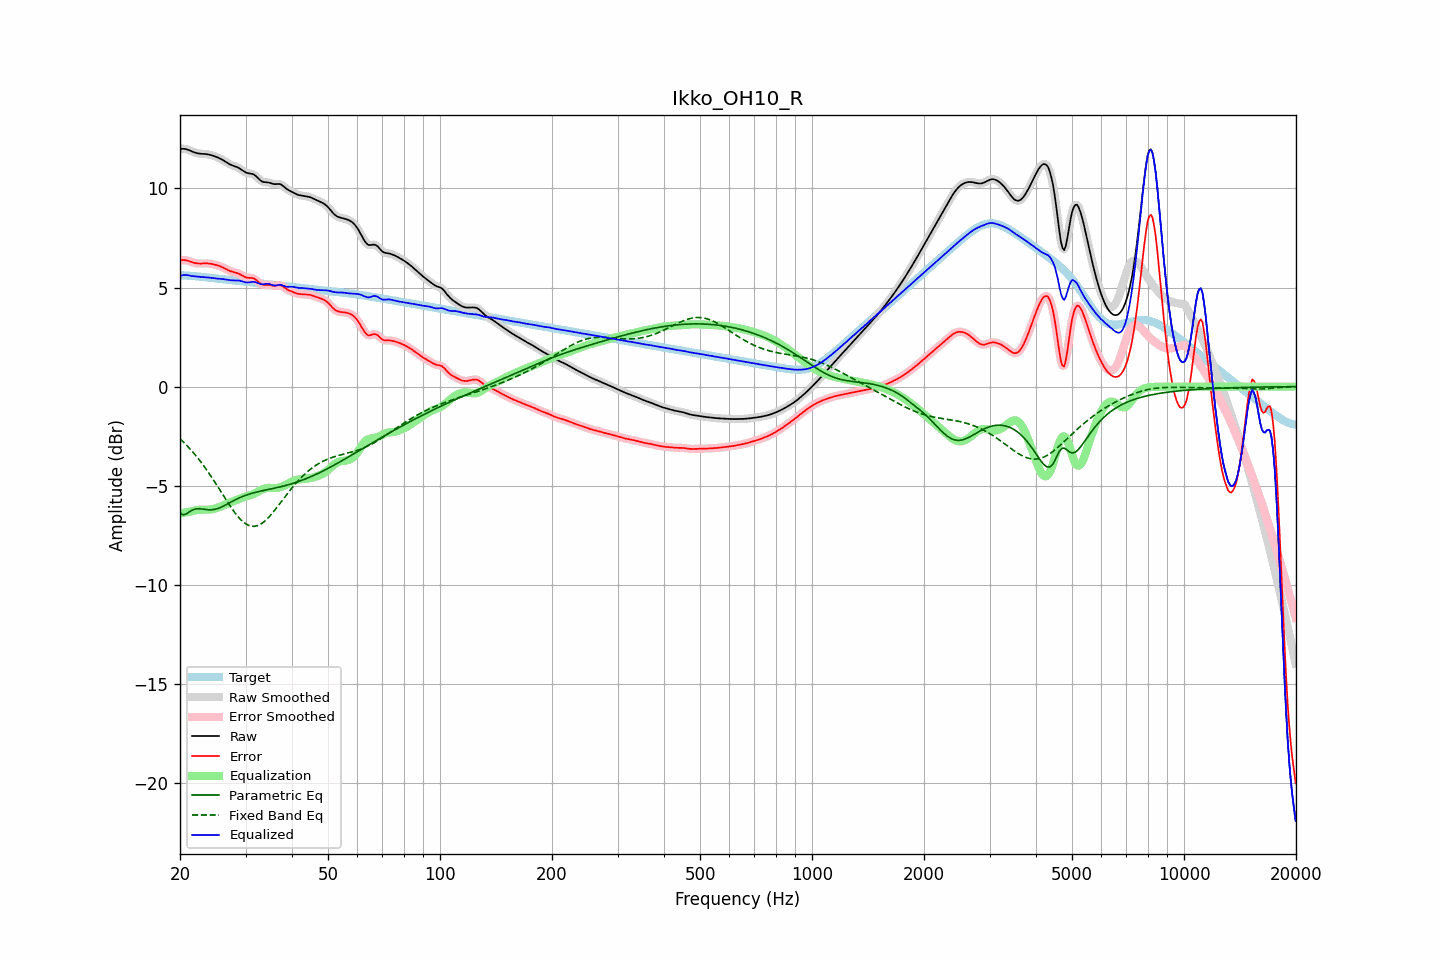 Ikko_OH10_R
Amplitude (dBr)
10
5
0
−5
−10
−15
−20
Target
Raw Smoothed
Error Smoothed
Raw
Error
Equalization
Parametric Eq
Fixed Band Eq
Equalized
20 50 100 200 500 1000 2000 5000 10000 20000
Frequency (Hz)